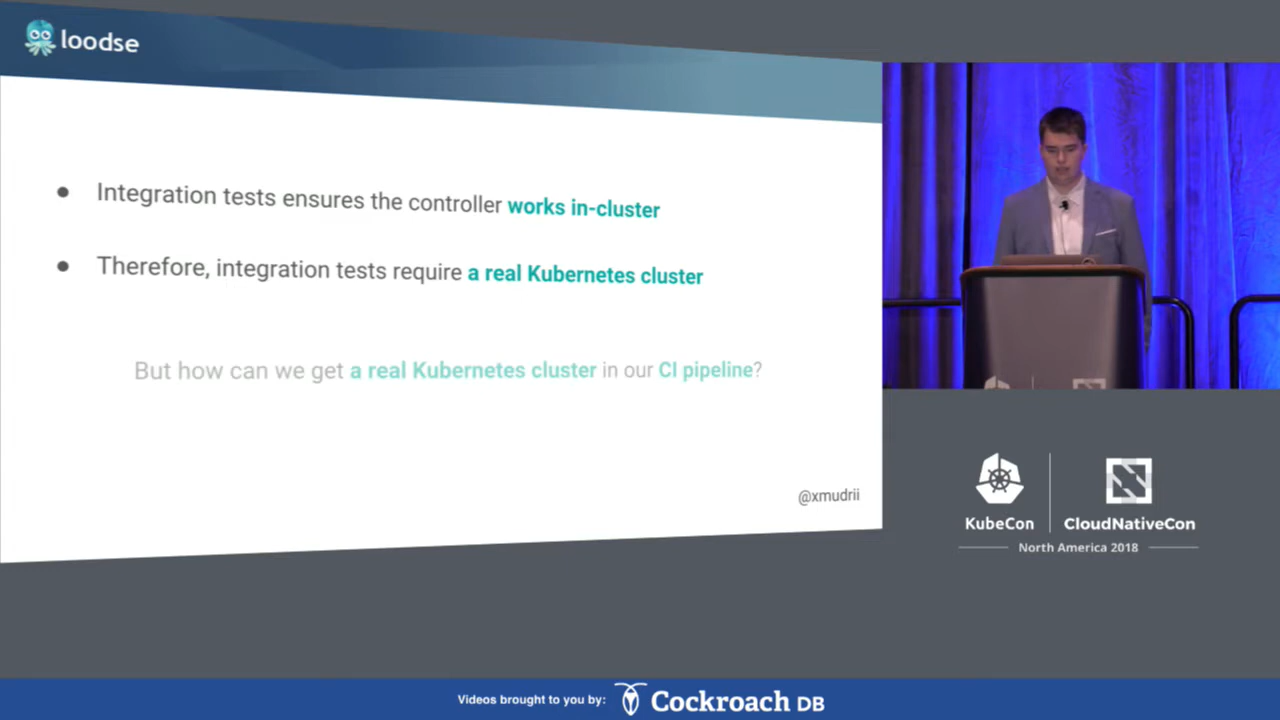 loodse
Integration tests ensures the controller works in-cluster
Therefore, integration tests require a real Kubernetes cluster
But how can we get a real Kubernetes cluster in our CI pipeline?
@xmudrii
KubeCon
CloudNativeCon
North America 2018
Videos brought to you by:
Cockroach DB